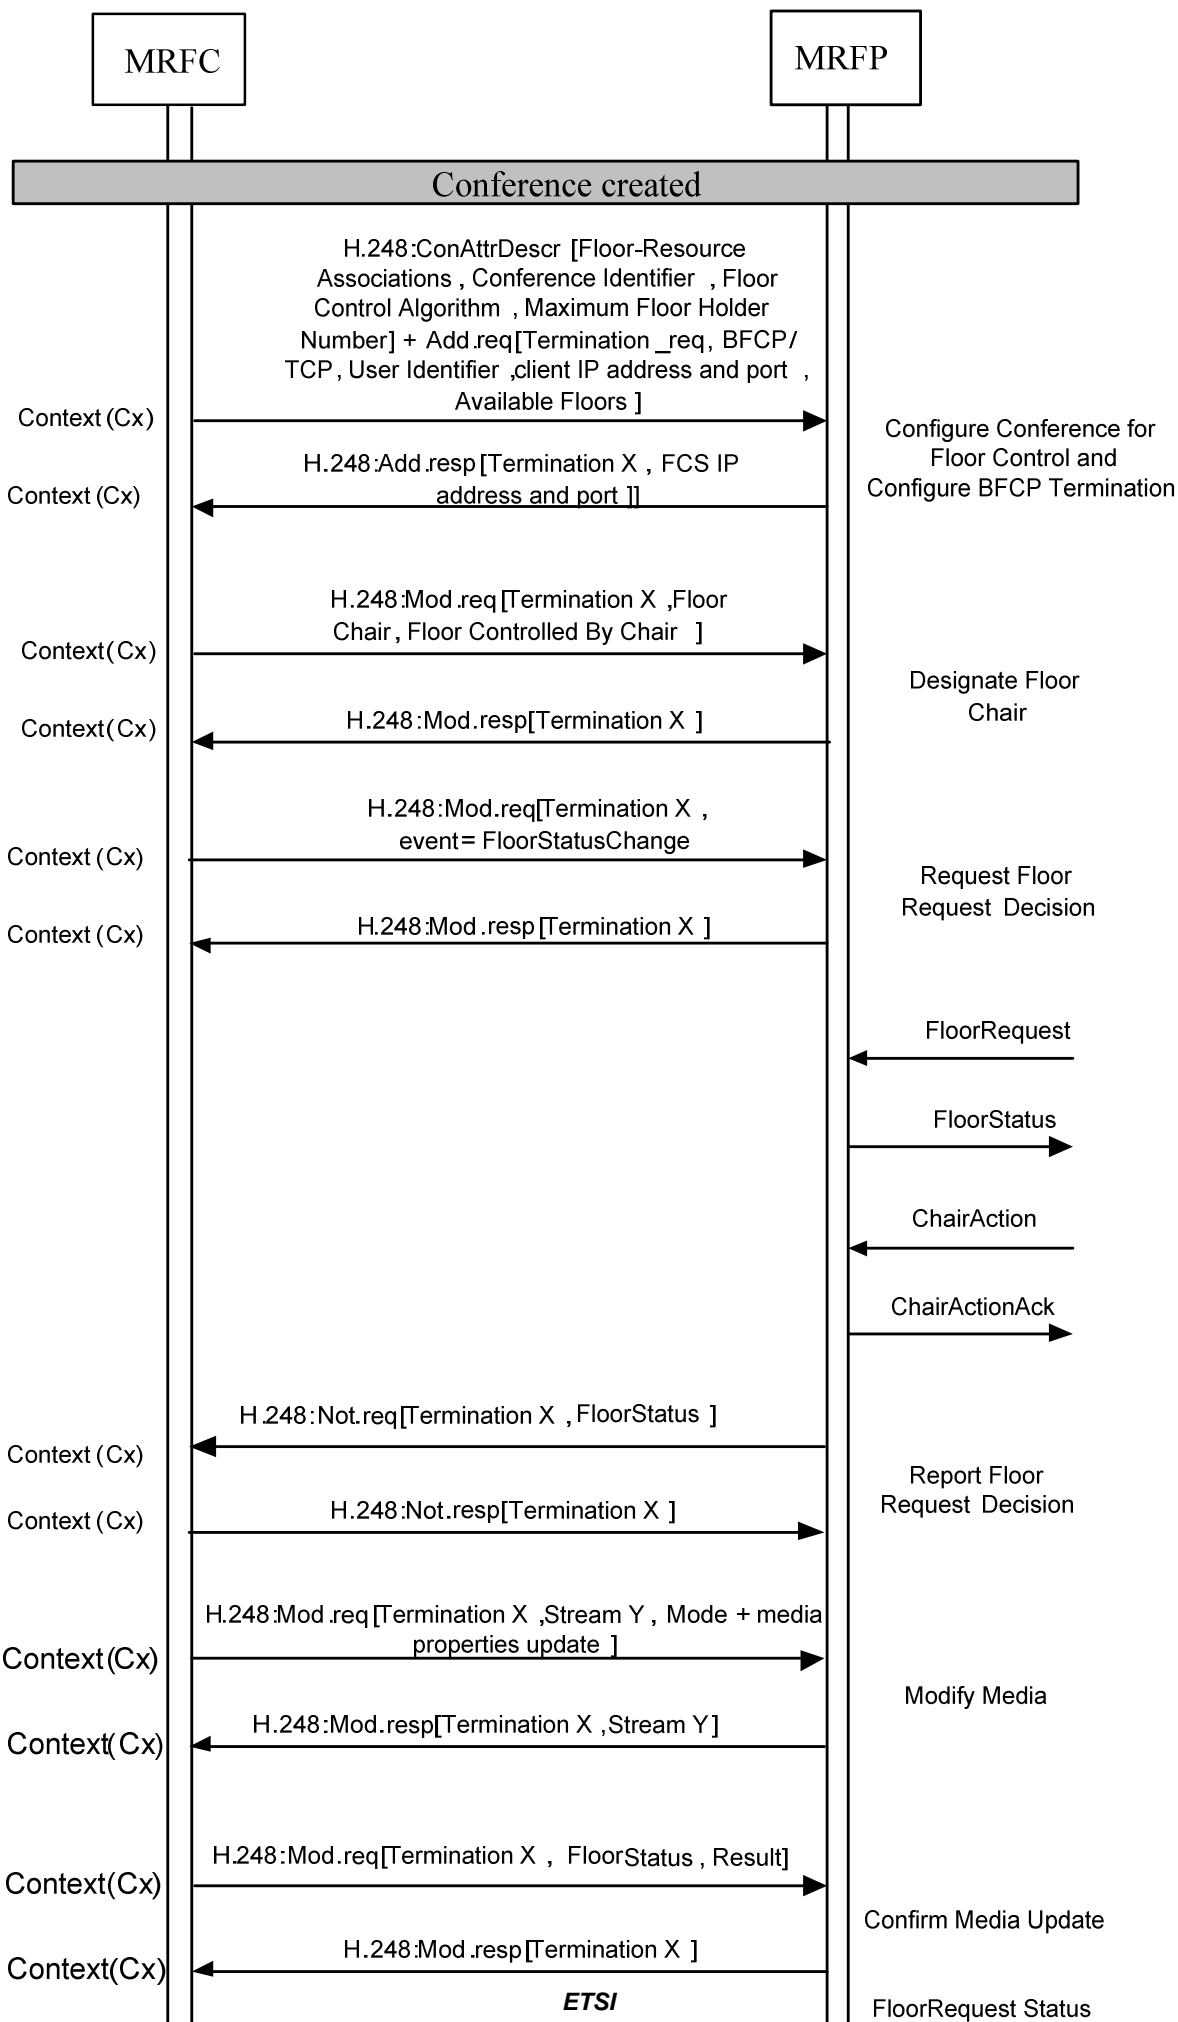 MRFC
MRFP
Conference created
H.248:ConAttrDescr [Floor-Resource
Associations , Conference Identifier , Floor
Control Algorithm , Maximum Floor Holder
Number] + Add.req[Termination _req, BFCP/
TCP, User Identifier ,client IP address and port ,
Available Floors ]
Context (Cx)
Configure Conference for
Floor Control and
Configure BFCP Termination
H.248:Add.resp[Termination X , FCS IP
address and port ]]
Context (Cx)
H.248:Mod.req[Termination X ,Floor
Chair, Floor Controlled By Chair ]
Context(Cx)
Designate Floor
Chair
H.248:Mod.resp[Termination X ]
Context(Cx)
H.248:Mod.req[Termination X ,
event= FloorStatusChange
Context (Cx)
Request Floor
Request Decision
H.248:Mod.resp[Termination X ]
Context (Cx)
FloorRequest
FloorStatus
ChairAction
ChairActionAck
H.248:Not.req[Termination X , FloorStatus ]
Context (Cx)
Report Floor
Request Decision
H.248:Not.resp[Termination X ]
Context (Cx)
H.248:Mod.req[Termination X ,Stream Y, Mode + media
properties update ]
Context(Cx)
Modify Media
H.248:Mod.resp[Termination X ,Stream Y]
Context(Cx)
H.248:Mod.req[Termination X , FloorStatus , Result]
Context(Cx)
Confirm Media Update
H.248:Mod.resp[Termination X ]
Context(Cx)
ETSI
FloorRequest Status